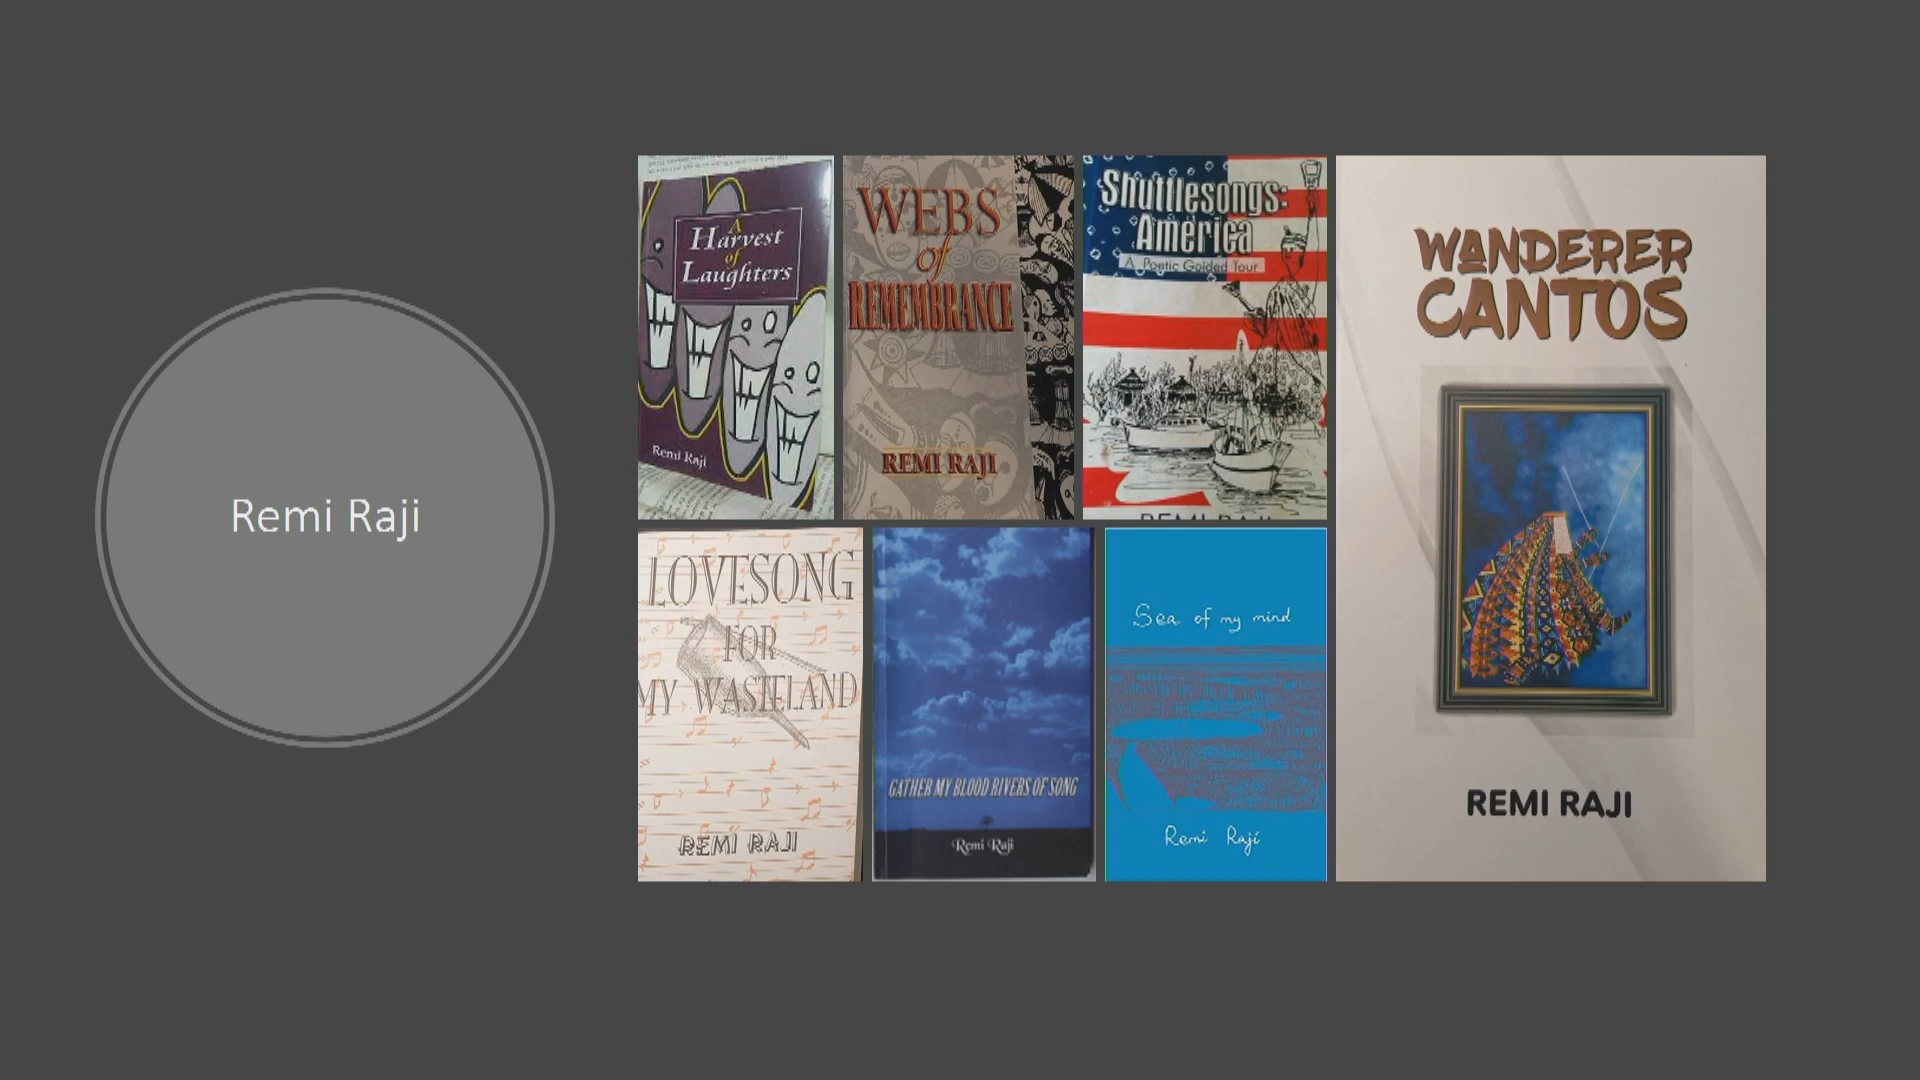 Remi Raji
A
Harvest
of
Laughters
Remi Raji
WEBS
of
REMEMBRANCE
REMI RAJI
Shuttlesongs:
America
A Poetic Guided Tour
REMI RAJI
WANDERER
CANTOS
REMI RAJI
LOVESONG
FOR
MY WASTELAND
REMI RAJI
GATHER MY BLOOD RIVERS OF SONG
Remi Raji
Sea of my mind
Remi Raji